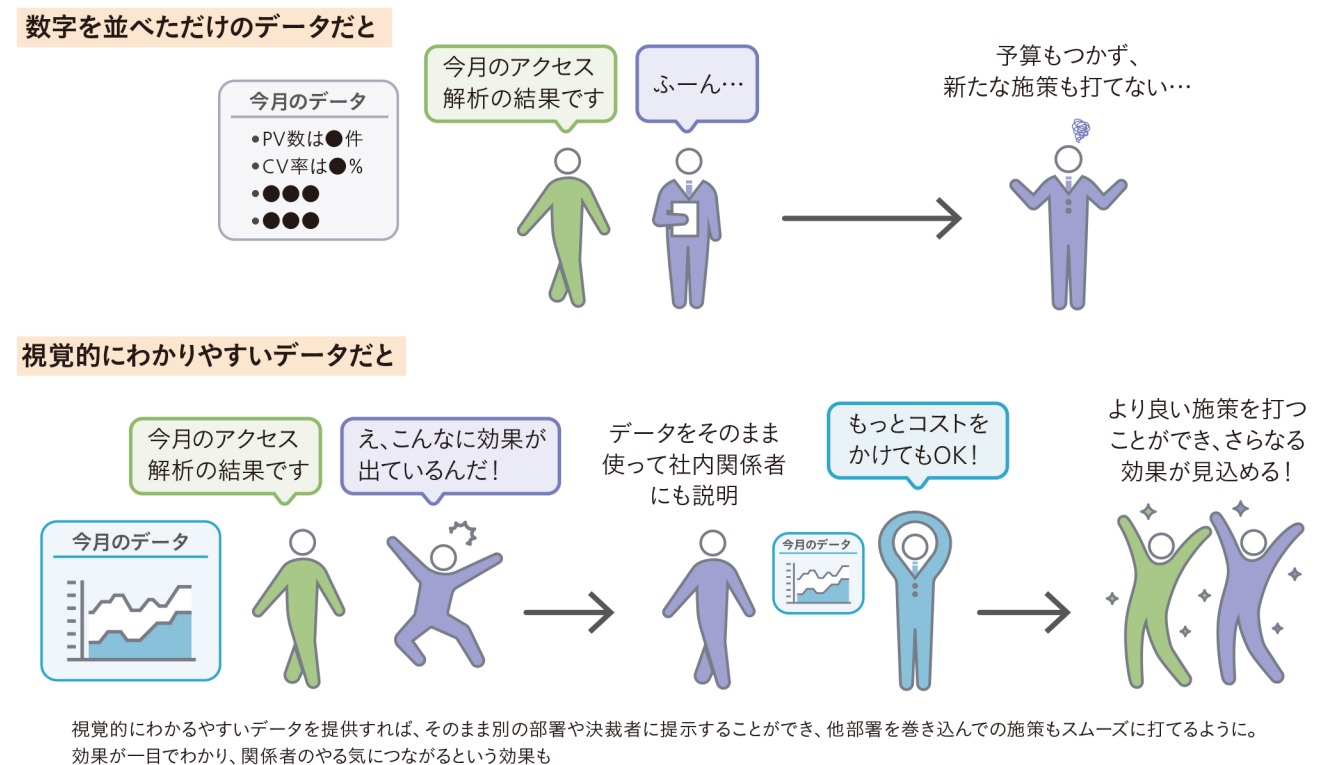 数字を並べただけのデータだと
今月のデータ
•PV数は●件
•CV率は●%
•●●●
•●●●
今月のアクセス
解析の結果です
ふーん…
予算もつかず、
新たな施策も打てない…
視覚的にわかりやすいデータだと
今月のデータ
今月のアクセス
解析の結果です
え、こんなに効果が
出ているんだ！
データをそのまま
使って社内関係者
にも説明
今月のデータ
もっとコストを
かけてもOK！
より良い施策を打つ
ことができ、さらなる
効果が見込める！
視覚的にわかるやすいデータを提供すれば、そのまま別の部署や決裁者に提示することができ、他部署を巻き込んでの施策もスムーズに打てるように。
効果が一目でわかり、関係者のやる気につながるという効果も